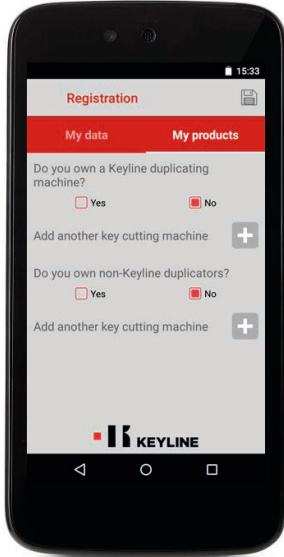 15:33
Registration
My data My products
Do you own a Keyline duplicating
machine?
Yes No
Add another key cutting machine
Do you own non-Keyline duplicators?
Yes No
Add another key cutting machine
KEYLINE